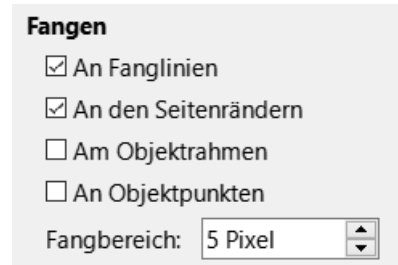 Fangen
An Fanglinien
An den Seitenrändern
Am Objektrahmen
An Objektpunkten
Fangbereich: 5 Pixel